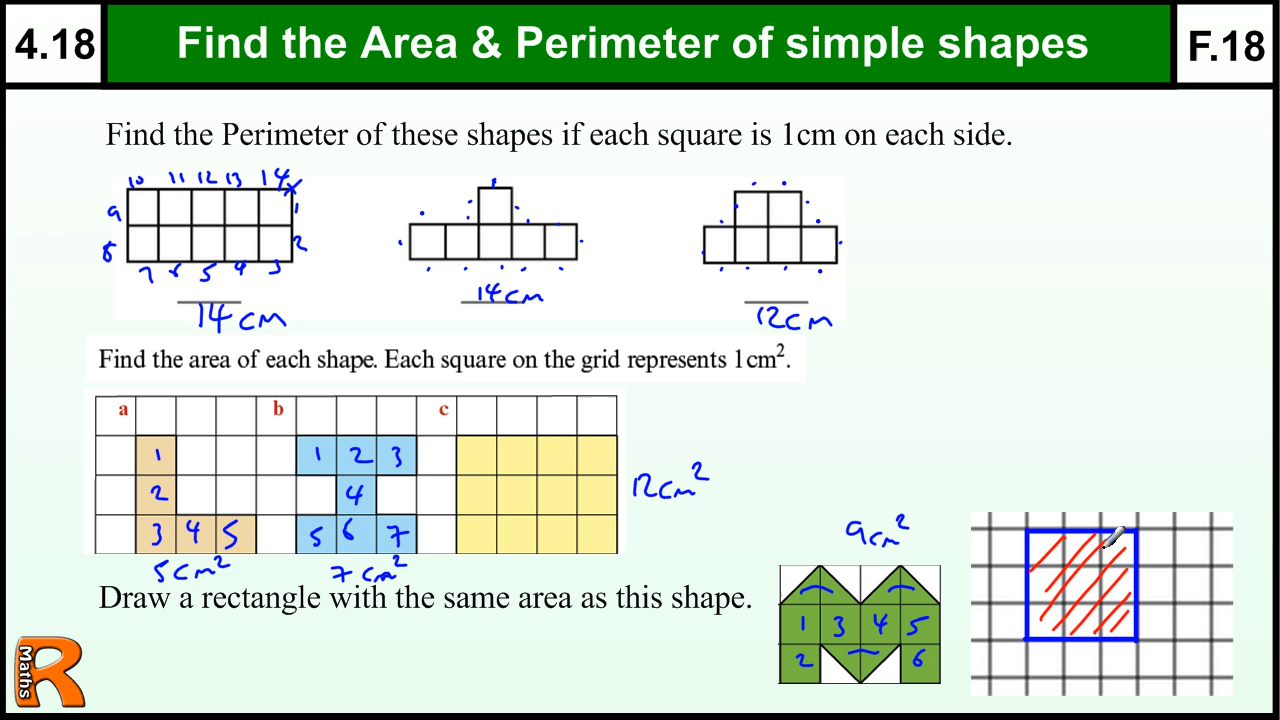 4.18 Find the Area & Perimeter of simple shapes F.18
Find the Perimeter of these shapes if each square is 1cm on each side.
10 11 12 13 14
9 1
8 2
7 6 5 4 3
14cm 14cm 12cm
Find the area of each shape. Each square on the grid represents 1cm².
a b c
1 1 2 3
2 4
3 4 5 5 6 7
12cm²
5cm² 7cm²
9cm²
Draw a rectangle with the same area as this shape.
1 3 4 5
2 6
R Maths